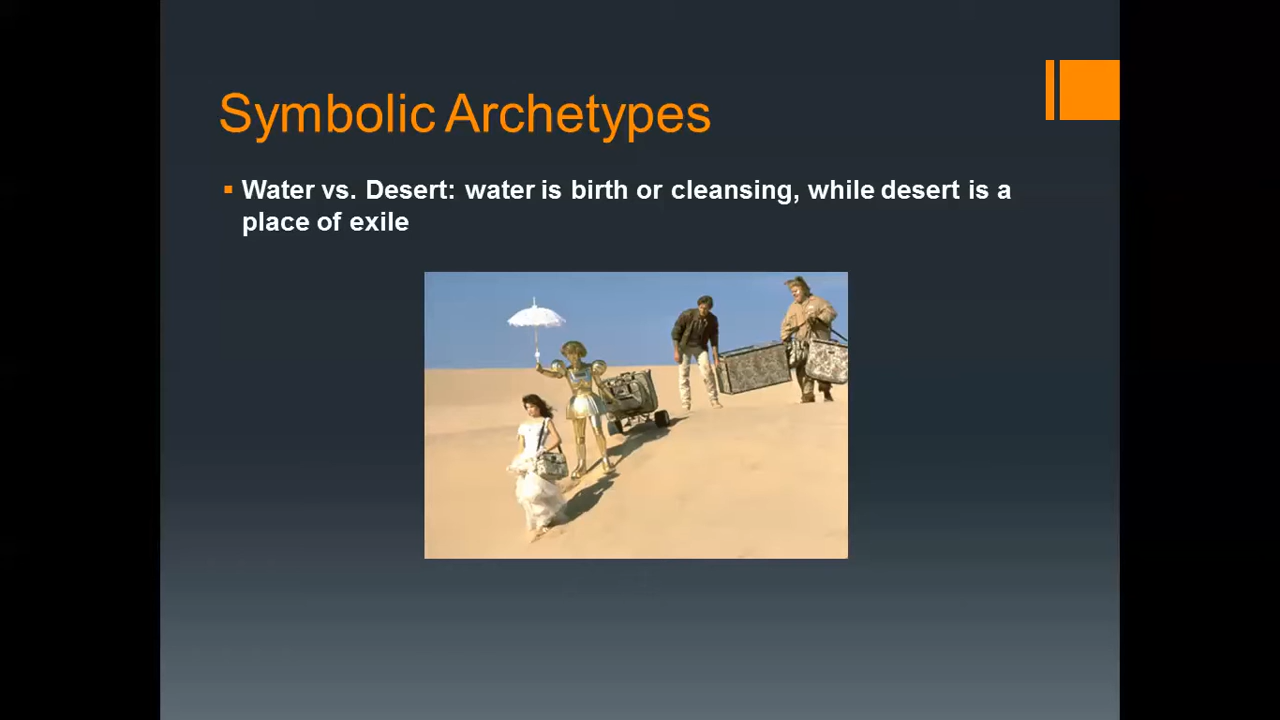 Symbolic Archetypes
Water vs. Desert: water is birth or cleansing, while desert is a
place of exile